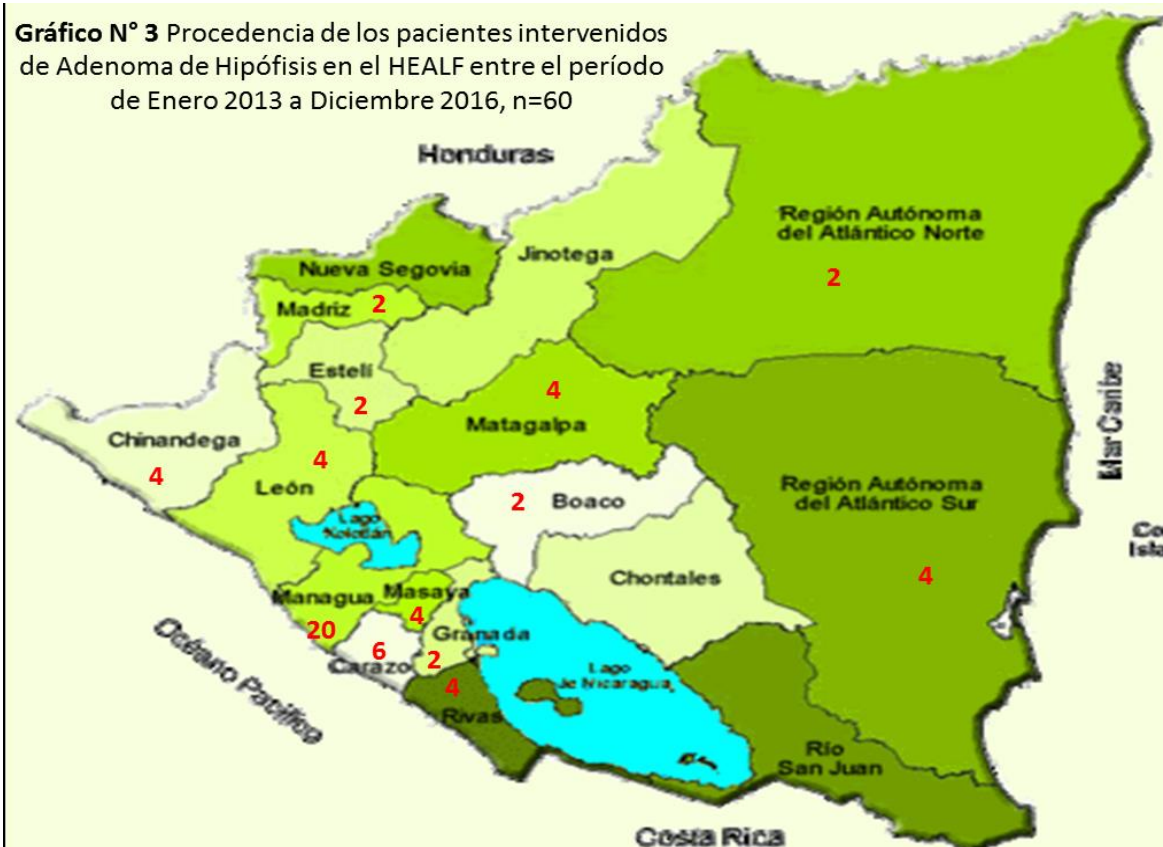 Gráfico N° 3 Procedencia de los pacientes intervenidos
de Adenoma de Hipófisis en el HEALF entre el período
de Enero 2013 a Diciembre 2016, n=60
Honduras
Región Autónoma
del Atlántico Norte
2
Jinotega
Nueva Segovia
Madriz 2
Estelí
2
4
Matagalpa
Chinandega
4
4
León
Mar Caribe
2 Boaco
Región Autónoma
del Atlántico Sur
4
Lago
Chontales
Managua
20
Masaya
4
Granada
2
6
Carazo
4
Rivas
Lago
de Nicaragua
Océano Pacífico
Río
San Juan
Costa Rica